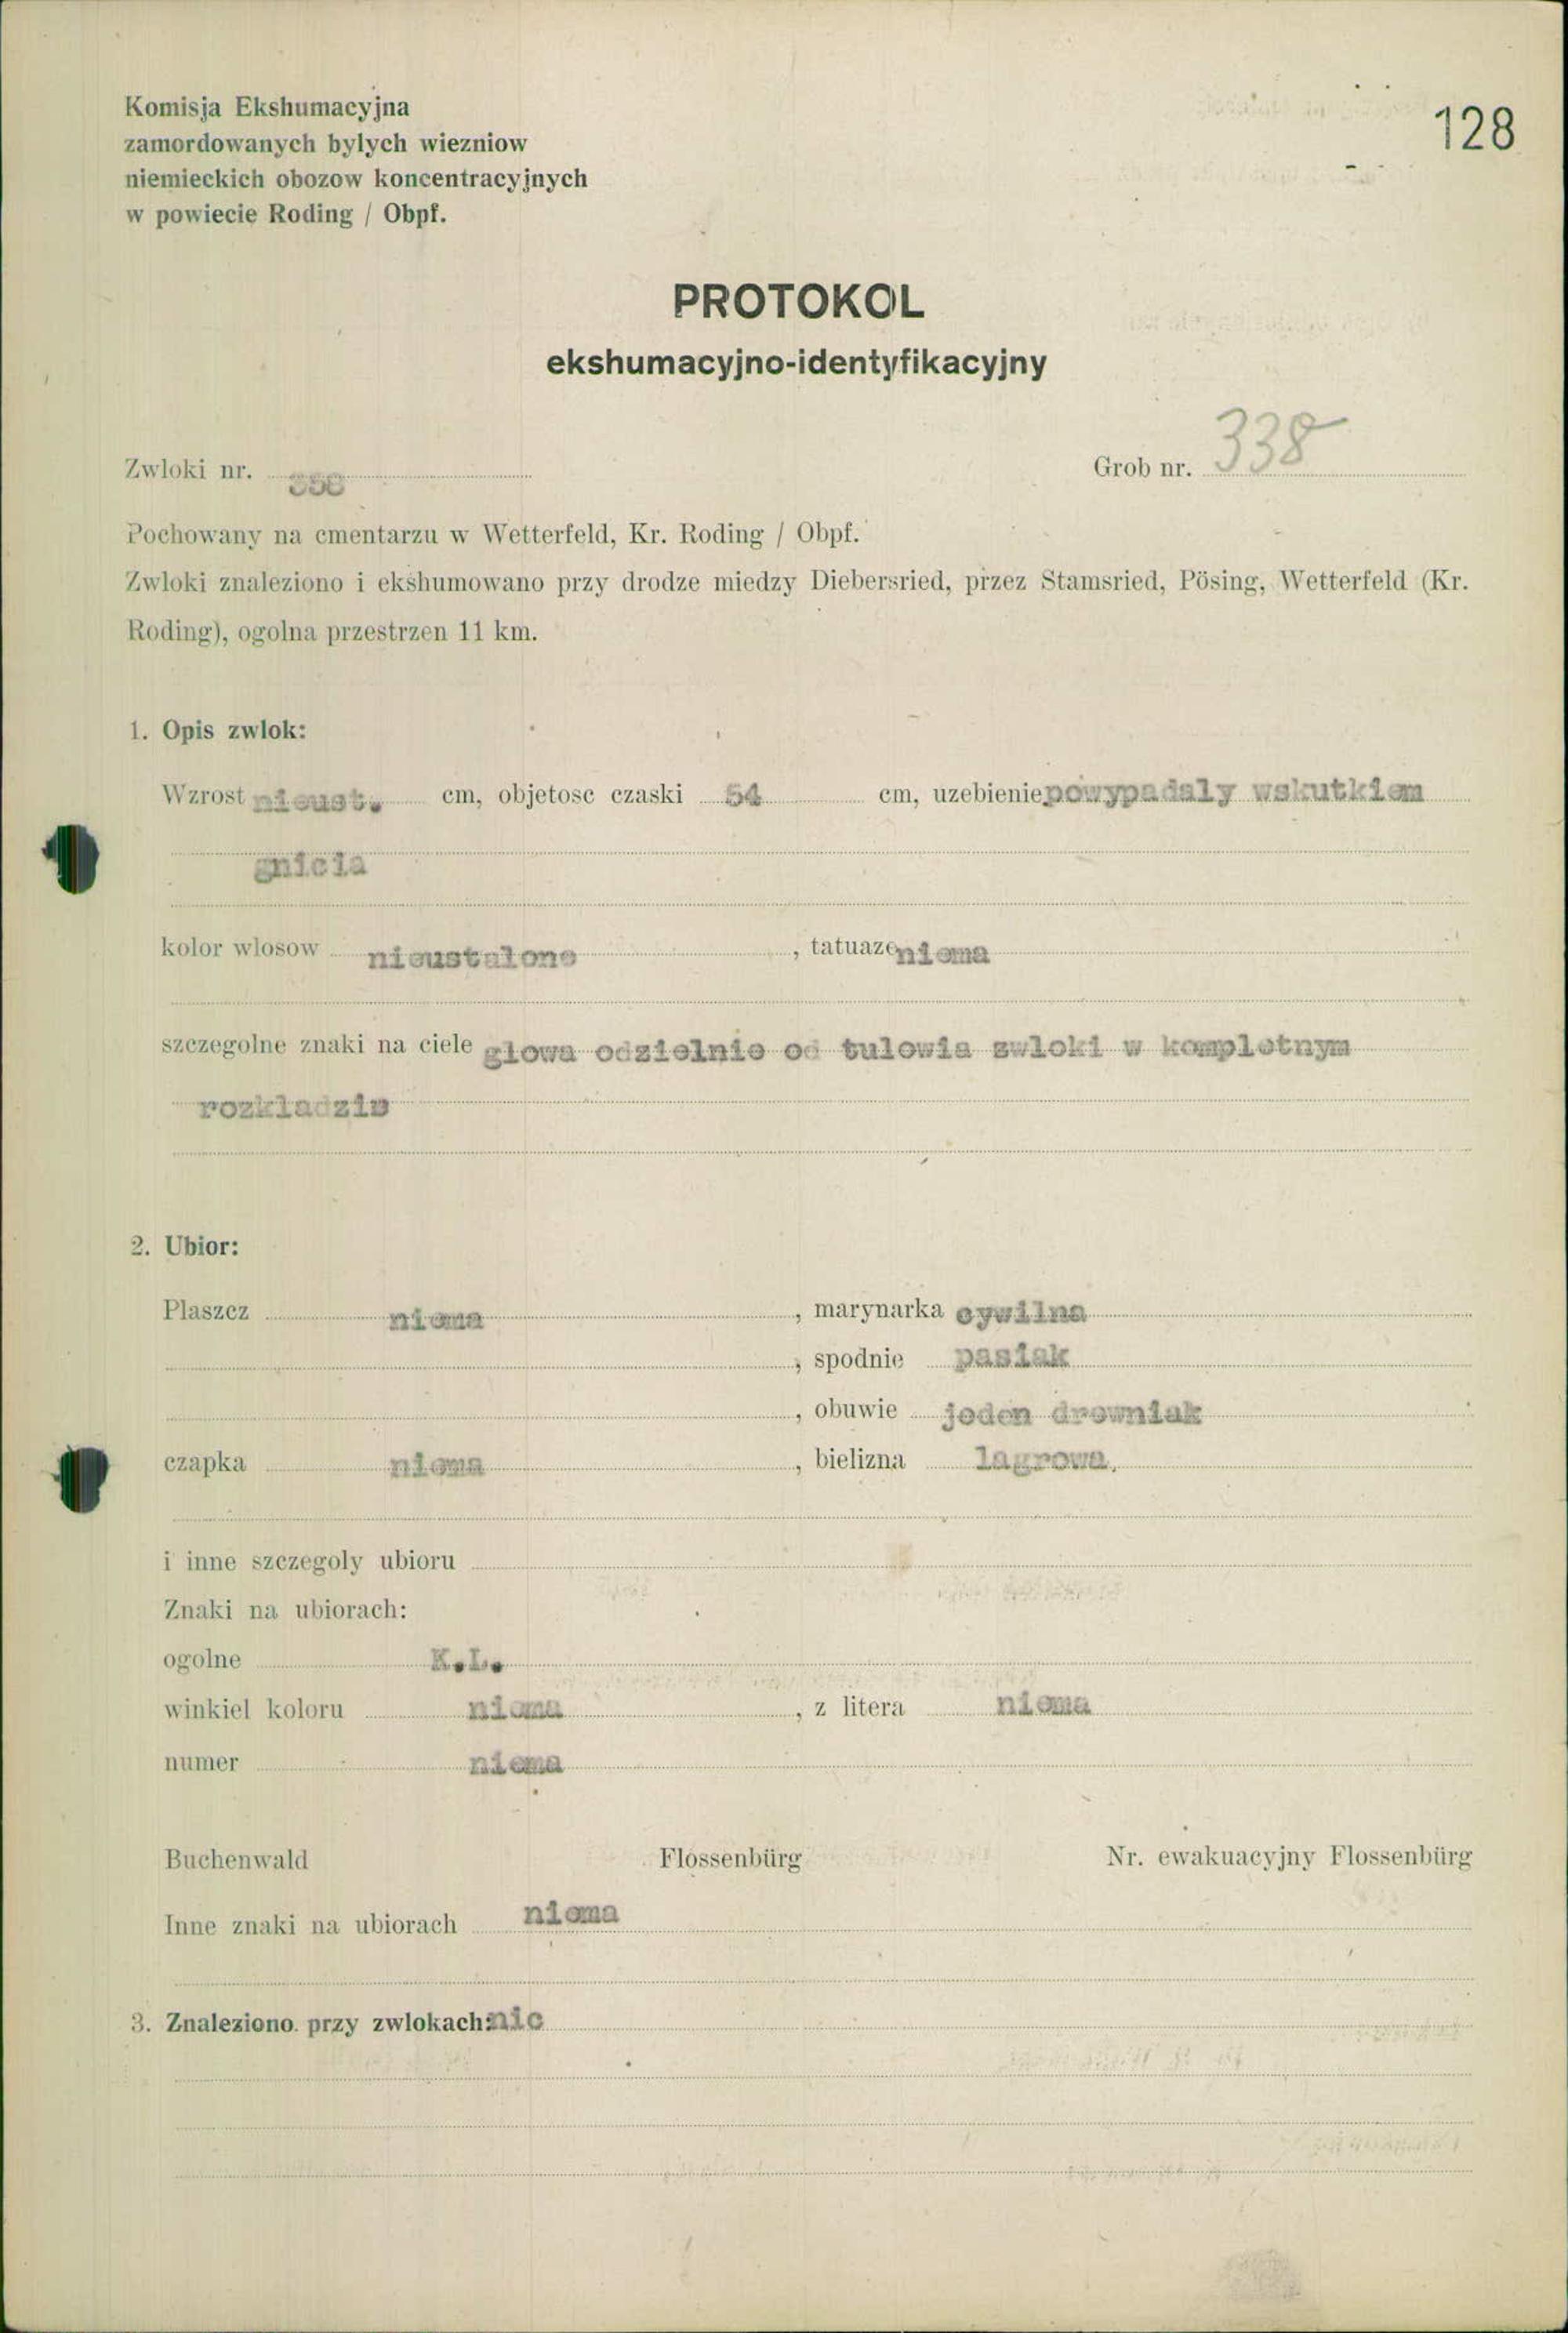 128
Komisja Ekshumacyjna
zamordowanych bylych wiezniow
niemieckich obozow koncentracyjnych
w powiecie Roding / Obpf.
PROTOKOL
ekshumacyjno-identyfikacyjny
Zwloki nr. Grob nr. 338
Pochowany na cmentarzu w Wetterfeld, Kr. Roding / Obpf.
Zwloki znaleziono i ekshumowano przy drodze miedzy Diebersried, przez Stamsried, Pösing, Wetterfeld (Kr.
Roding), ogolna przestrzen 11 km.
1. Opis zwlok:
Wzrost nieust. cm, objetosc czaski 54 cm, uzebienie powypadaly wskutkiem
gnicia
kolor wlosow nieustalono, tatuaze niema
szczegolne znaki na ciele glowa odzielnie od tulowia zwloki w kompletnym
rozkladzie
2. Ubior:
Plaszcz niema, marynarka cywilna
, spodnie pasiak
, obuwie jeden drewniak
czapka niema, bielizna lagrowa.
i inne szczegoly ubioru
Znaki na ubiorach:
ogolne K.L.
winkiel koloru niema, z litera niema
numer niema
Buchenwald Flossenbürg Nr. ewakuacyjny Flossenbürg
Inne znaki na ubiorach niema
3. Znaleziono przy zwlokach: nic